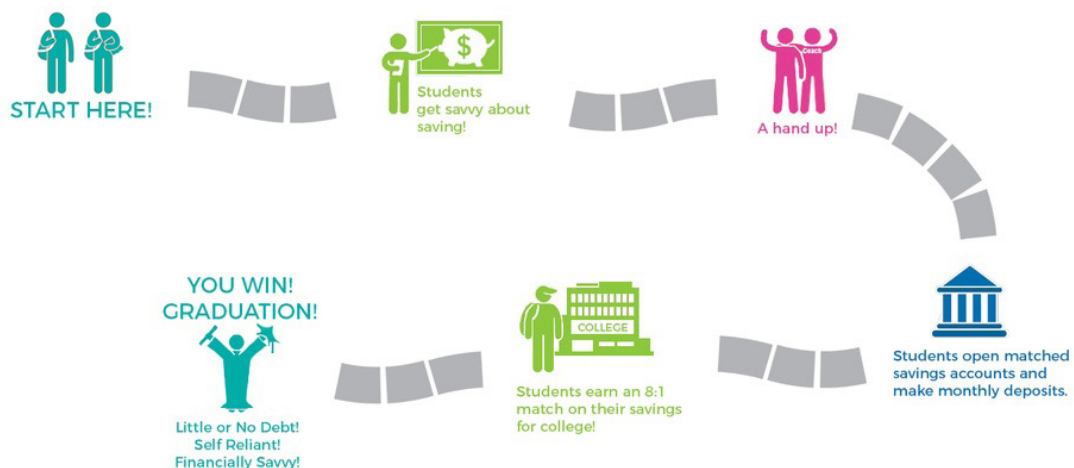 START HERE!
$
Students
get savvy about
saving!
Coach
A hand up!
Students open matched
savings accounts and
make monthly deposits.
COLLEGE
Students earn an 8:1
match on their savings
for college!
YOU WIN!
GRADUATION!
Little or No Debt!
Self Reliant!
Financially Savvy!